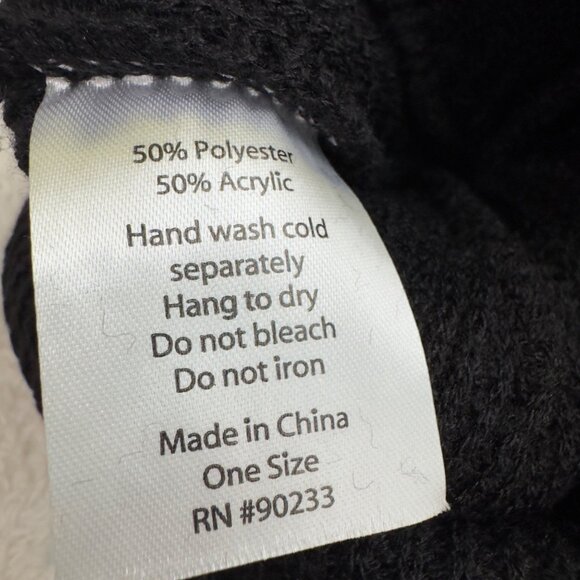 50% Polyester
50% Acrylic
Hand wash cold
separately
Hang to dry
Do not bleach
Do not iron
Made in China
One Size
RN #90233